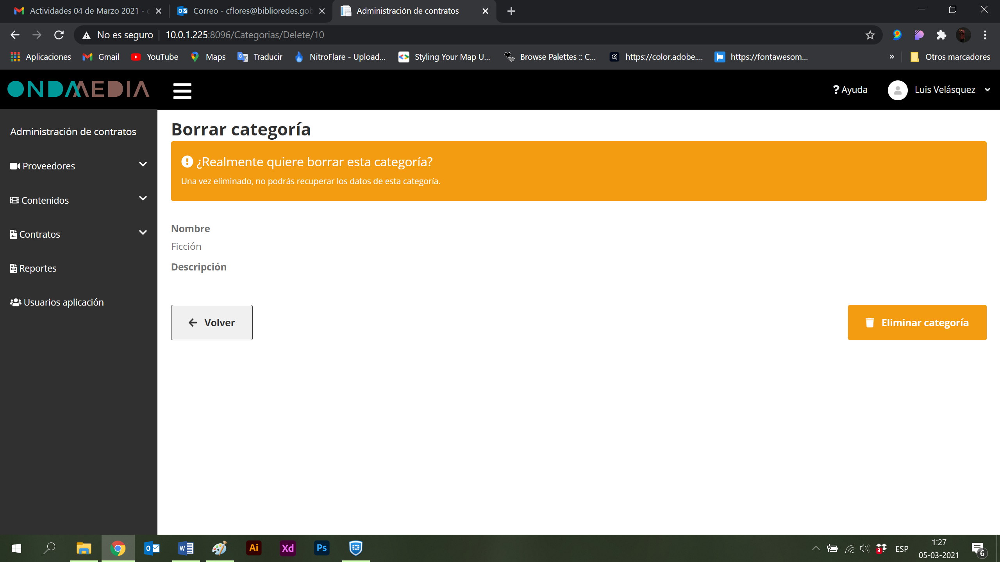 Actividades 04 de Marzo 2021 - c
Correo - cflores@biblioredes.gob
Administración de contratos
No es seguro
10.0.1.225:8096/Categorias/Delete/10
Aplicaciones
Gmail
YouTube
Maps
Traducir
NitroFlare - Upload...
Styling Your Map U...
Browse Palettes :: C...
https://color.adobe....
https://fontawesom...
»
Otros marcadores
ONDAMEDIA
? Ayuda
Luis Velásquez
Administración de contratos
Proveedores
Contenidos
Contratos
Reportes
Usuarios aplicación
Borrar categoría
¿Realmente quiere borrar esta categoría?
Una vez eliminado, no podrás recuperar los datos de esta categoría.
Nombre
Ficción
Descripción
Volver
Eliminar categoría
Ai
Xd
Ps
3
ESP
1:27
05-03-2021
6